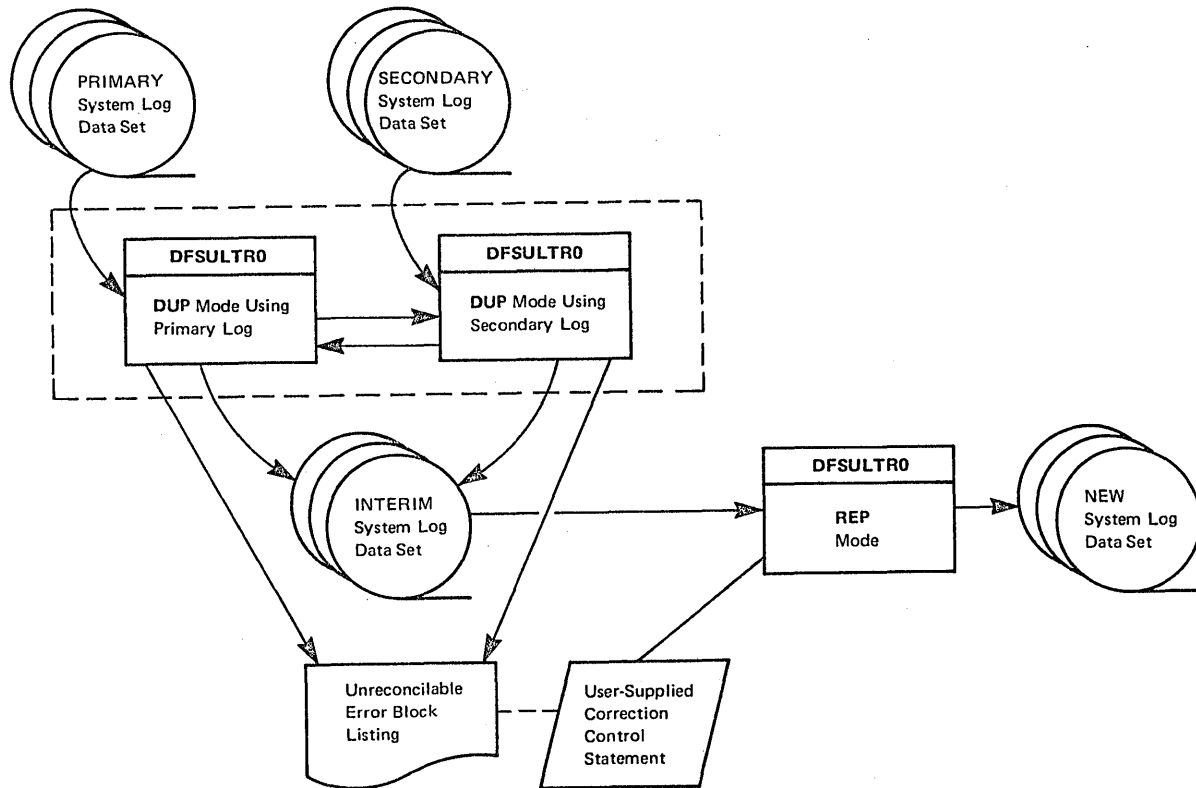 PRIMARY
System Log
Data Set
SECONDARY
System Log
Data Set
DFSULTR0
DUP Mode Using
Primary Log
DFSULTR0
DUP Mode Using
Secondary Log
INTERIM
System Log
Data Set
DFSULTR0
REP
Mode
NEW
System Log
Data Set
Unreconcilable
Error Block
Listing
User-Supplied
Correction
Control
Statement